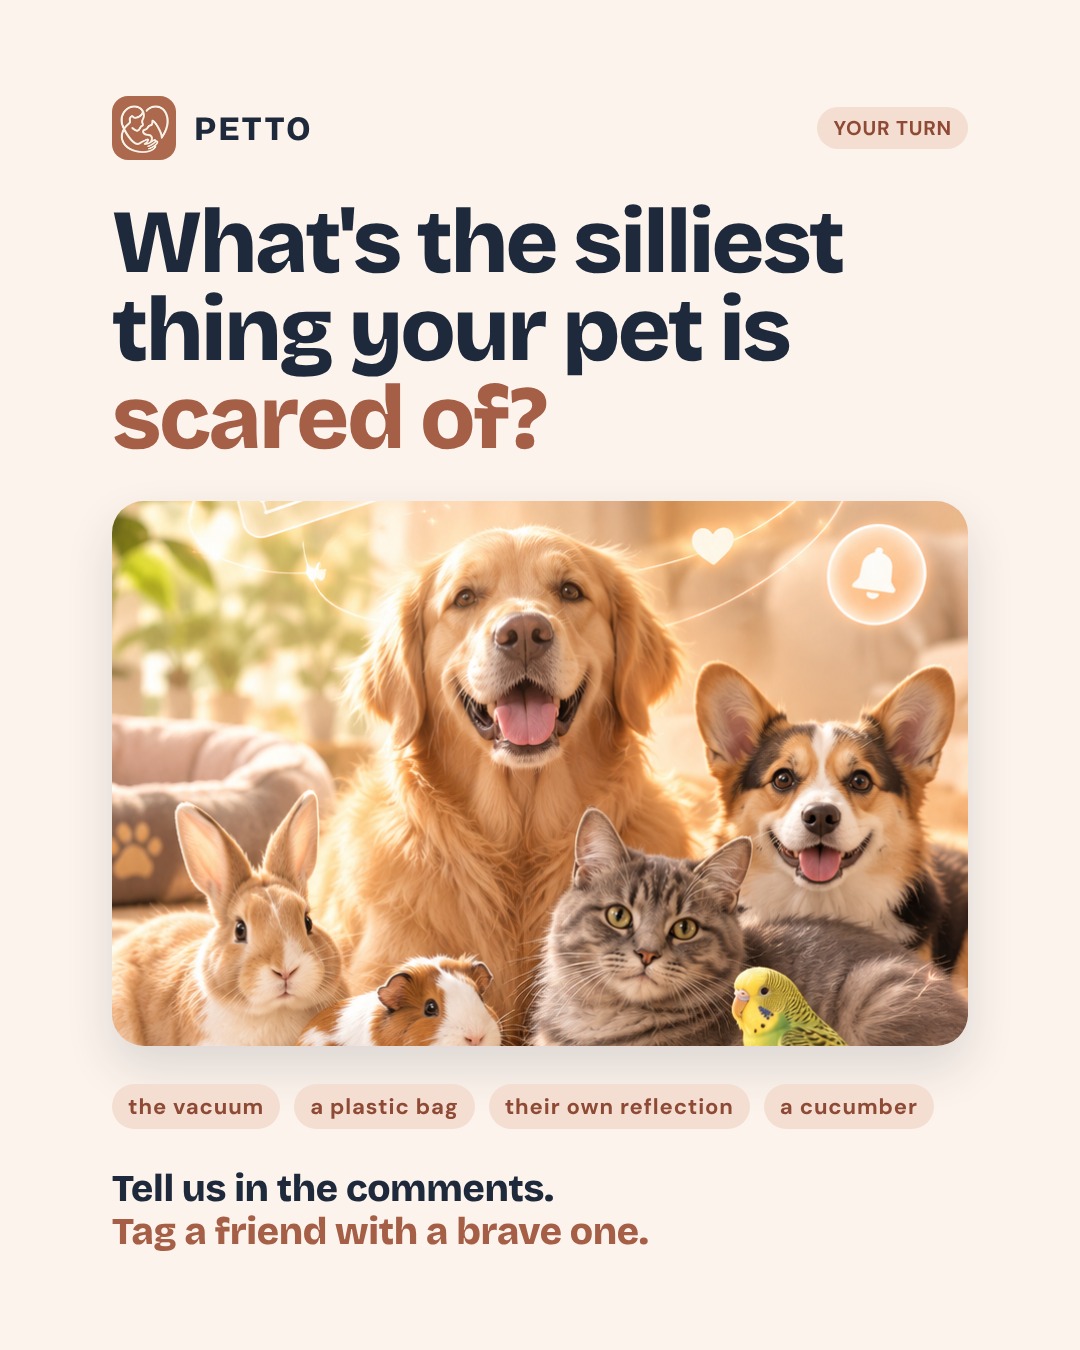 PETTO
YOUR TURN
What's the silliest
thing your pet is
scared of?
the vacuum
a plastic bag
their own reflection
a cucumber
Tell us in the comments.
Tag a friend with a brave one.